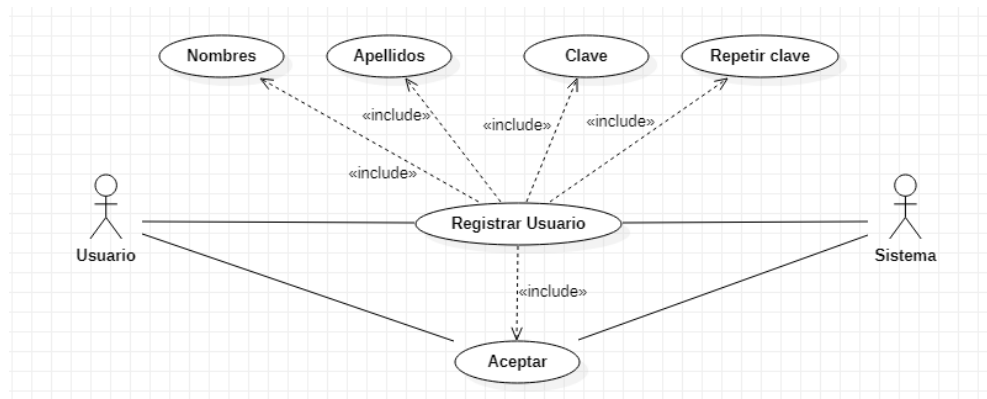 Nombres
Apellidos
Clave
Repetir clave
«include»
«include»
«include»
«include»
Usuario
Registrar Usuario
Sistema
«include»
Aceptar